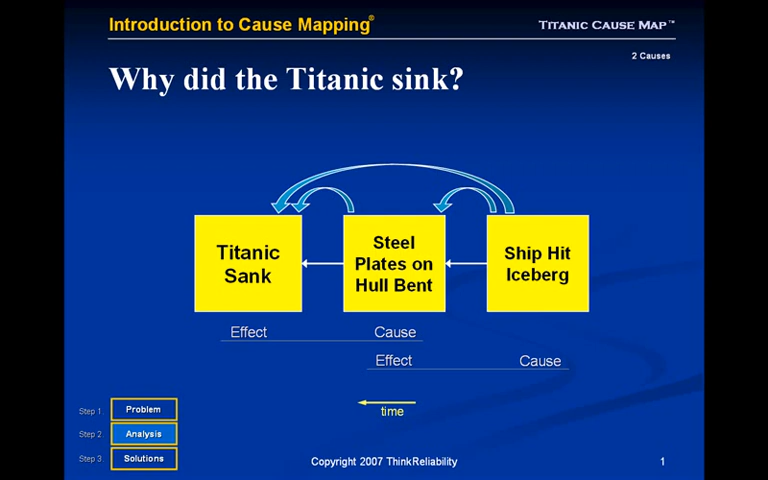 Introduction to Cause Mapping®
TITANIC CAUSE MAP™
2 Causes
Why did the Titanic sink?
Titanic
Sank
Steel
Plates on
Hull Bent
Ship Hit
Iceberg
Effect
Cause
Effect
Cause
time
Step 1.
Problem
Step 2.
Analysis
Step 3.
Solutions
Copyright 2007 ThinkReliability
1